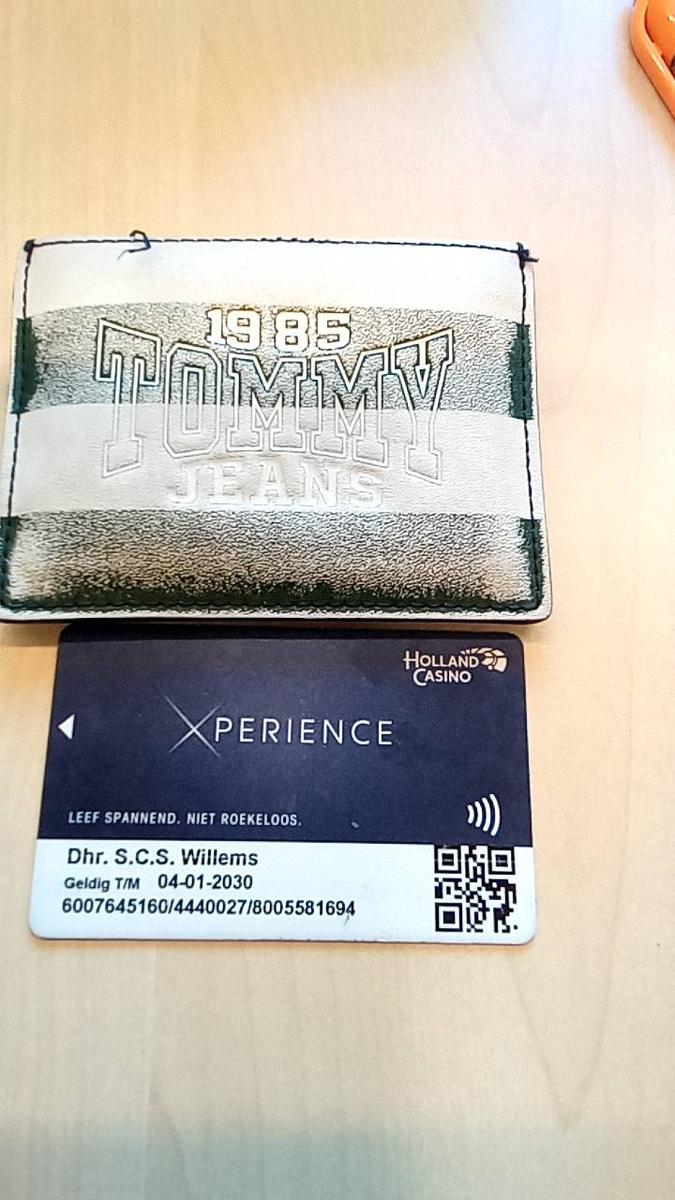 1985
TOMMY
JEANS
HOLLAND
CASINO
XPERIENCE
LEEF SPANNEND. NIET ROEKELOOS.
Dhr. S.C.S. Willems
Geldig T/M 04-01-2030
6007645160/4440027/8005581694